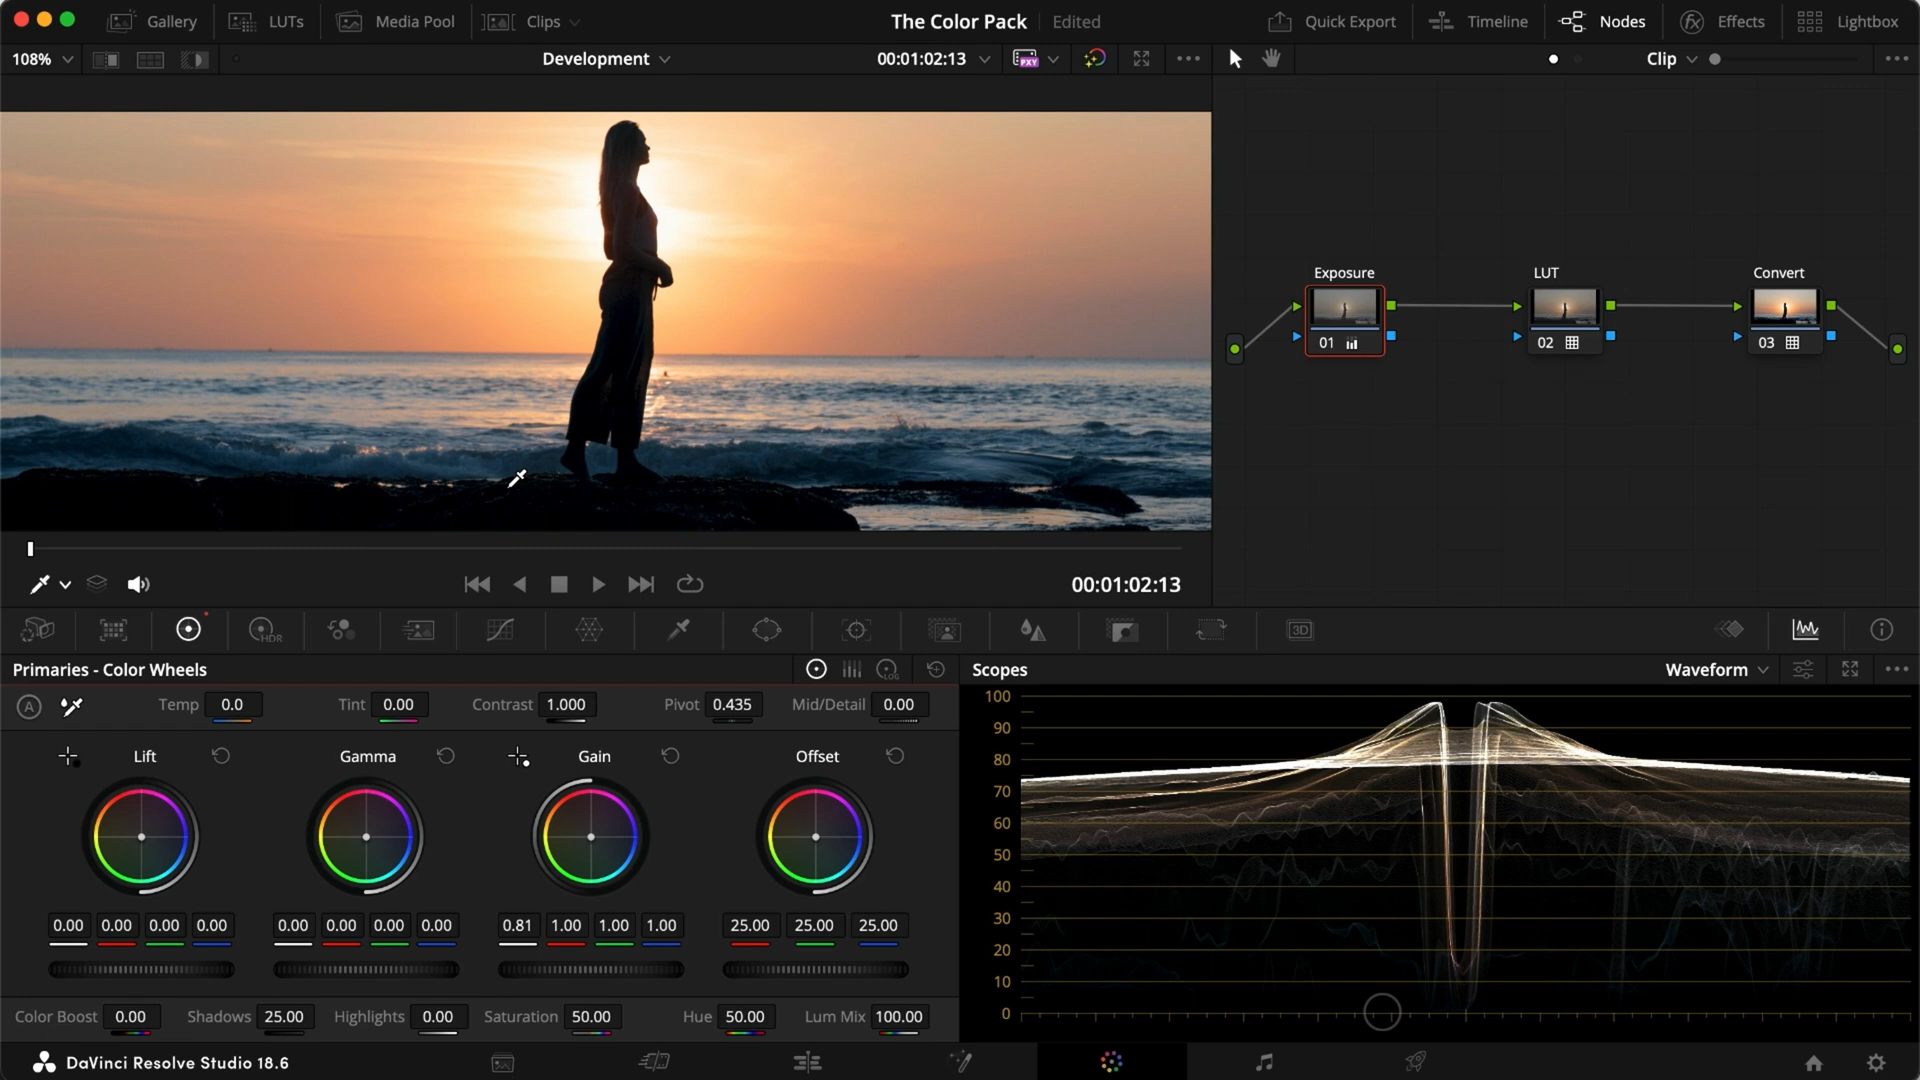 Gallery LUTs Media Pool Clips The Color Pack Edited Quick Export Timeline Nodes Effects Lightbox
108% Development 00:01:02:13 PXY Clip
Exposure LUT Convert
01 02 03
00:01:02:13
HDR 3D
Primaries - Color Wheels LOG Scopes Waveform
A Temp 0.0 Tint 0.00 Contrast 1.000 Pivot 0.435 Mid/Detail 0.00
Lift Gamma Gain Offset
0.00 0.00 0.00 0.00 0.00 0.00 0.00 0.00 0.81 1.00 1.00 1.00 25.00 25.00 25.00
Color Boost 0.00 Shadows 25.00 Highlights 0.00 Saturation 50.00 Hue 50.00 Lum Mix 100.00
100
90
80
70
60
50
40
30
20
10
0
DaVinci Resolve Studio 18.6